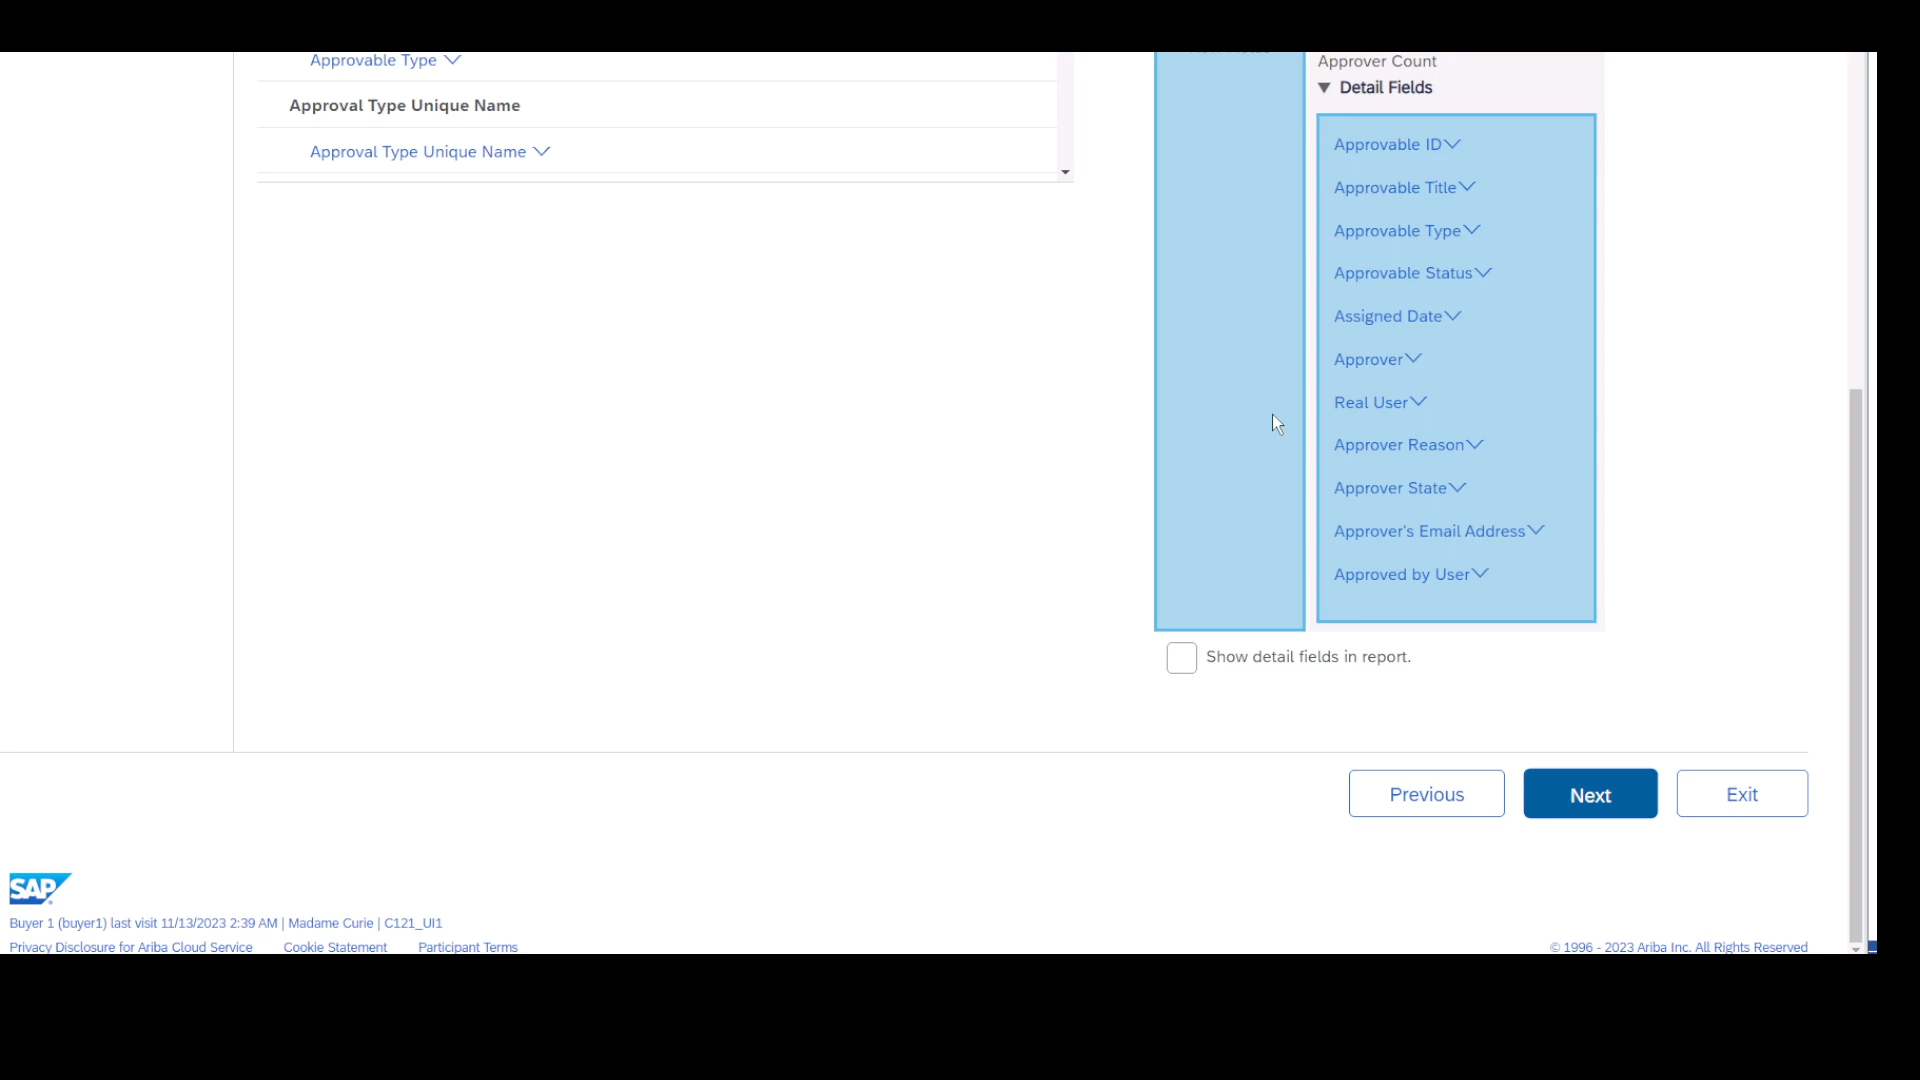 Approvable Type
Approval Type Unique Name
Approval Type Unique Name
Approver Count
Detail Fields
Approvable ID
Approvable Title
Approvable Type
Approvable Status
Assigned Date
Approver
Real User
Approver Reason
Approver State
Approver's Email Address
Approved by User
Show detail fields in report.
Previous
Next
Exit
SAP
Buyer 1 (buyer1) last visit 11/13/2023 2:39 AM | Madame Curie | C121_UI1
Privacy Disclosure for Ariba Cloud Service Cookie Statement Participant Terms
© 1996 - 2023 Ariba Inc. All Rights Reserved